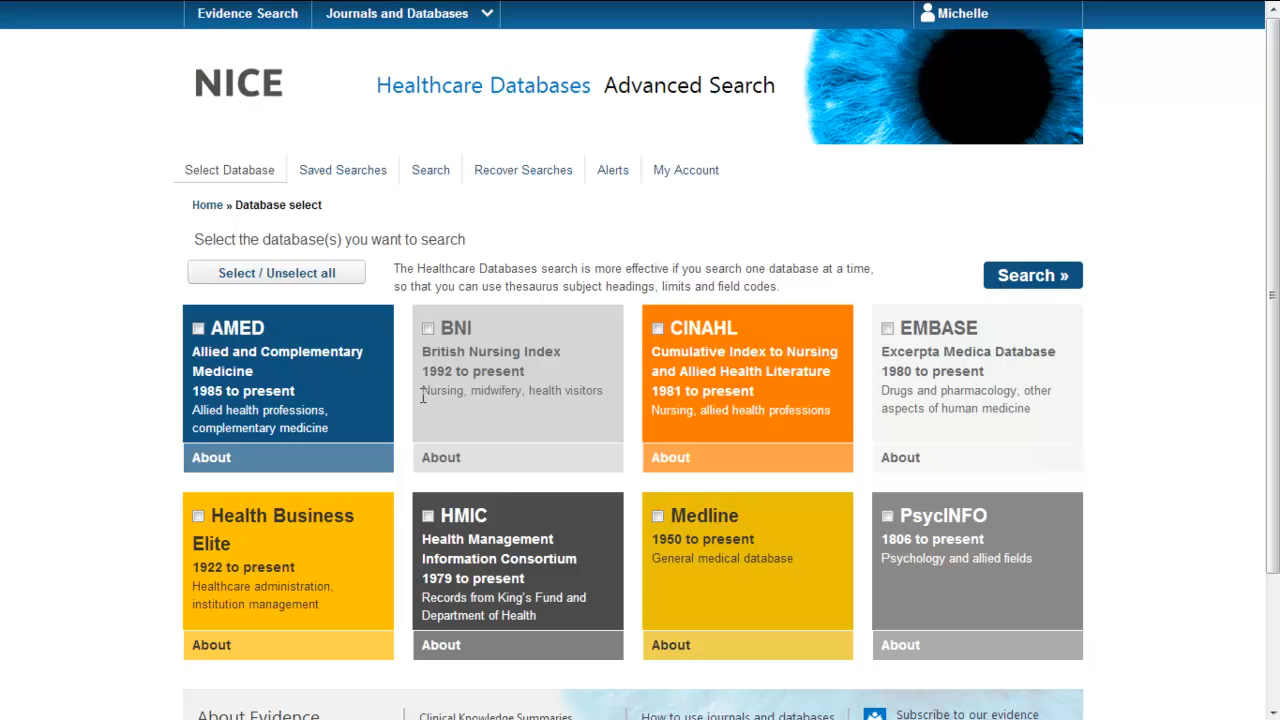 Evidence Search
Journals and Databases
Michelle
NICE
Healthcare Databases Advanced Search
Select Database
Saved Searches
Search
Recover Searches
Alerts
My Account
Home » Database select
Select the database(s) you want to search
Select / Unselect all
The Healthcare Databases search is more effective if you search one database at a time,
so that you can use thesaurus subject headings, limits and field codes.
Search »
AMED
Allied and Complementary
Medicine
1985 to present
Allied health professions,
complementary medicine
About
BNI
British Nursing Index
1992 to present
Nursing, midwifery, health visitors
About
CINAHL
Cumulative Index to Nursing
and Allied Health Literature
1981 to present
Nursing, allied health professions
About
EMBASE
Excerpta Medica Database
1980 to present
Drugs and pharmacology, other
aspects of human medicine
About
Health Business
Elite
1922 to present
Healthcare administration,
institution management
About
HMIC
Health Management
Information Consortium
1979 to present
Records from King's Fund and
Department of Health
About
Medline
1950 to present
General medical database
About
PsycINFO
1806 to present
Psychology and allied fields
About
About Evidence
Clinical Knowledge Summaries
How to use journals and databases
Subscribe to our evidence